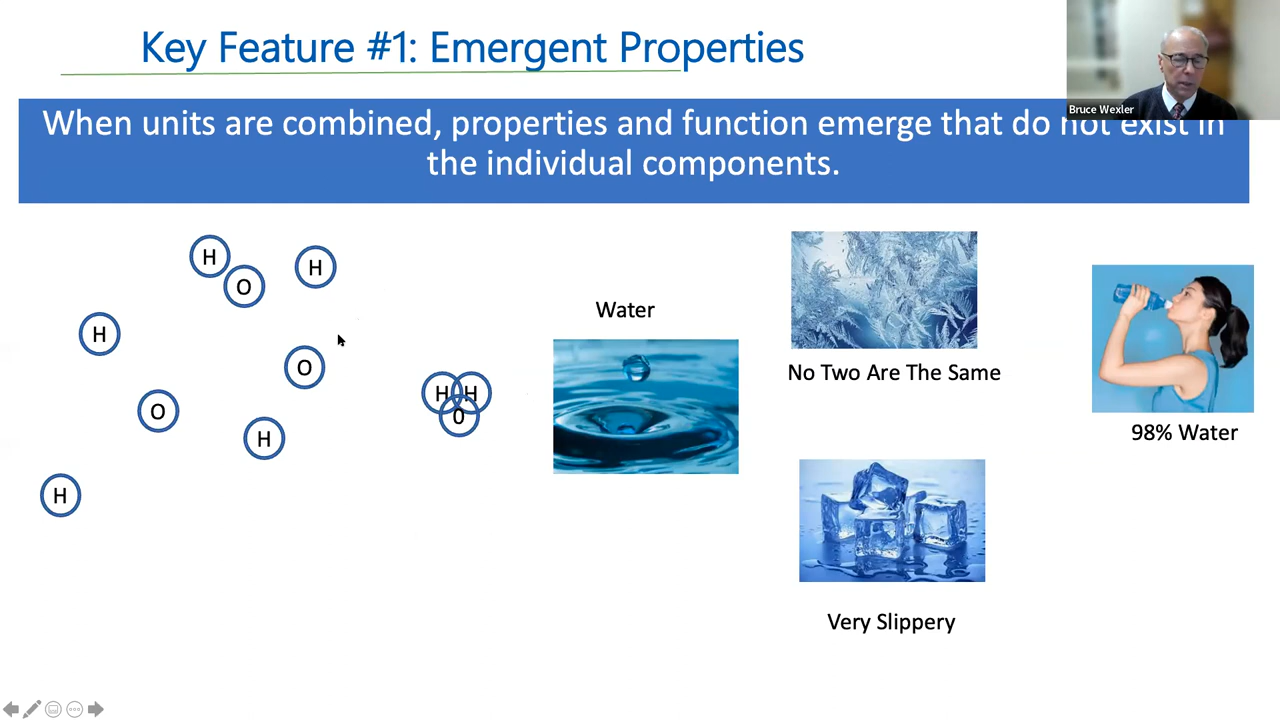 Key Feature #1: Emergent Properties
Bruce Wexler
When units are combined, properties and function emerge that do not exist in
the individual components.
H
O
H
H
O
O
H
H
H H
0
Water
No Two Are The Same
98% Water
Very Slippery